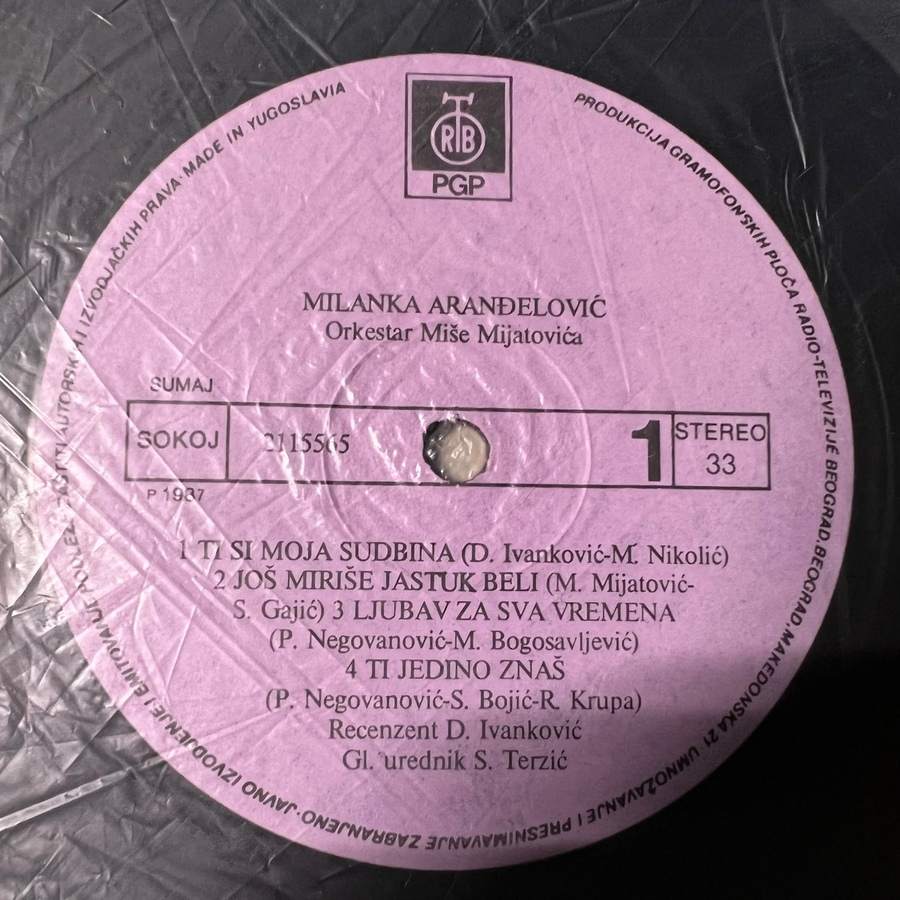 RTB
PGP
MILANKA ARANĐELOVIĆ
Orkestar Miše Mijatovića
SUMAJ
SOKOJ
2115565
1
STEREO
33
P 1987
1 TI SI MOJA SUDBINA (D. Ivanković-M. Nikolić)
2 JOŠ MIRIŠE JASTUK BELI (M. Mijatović-
S. Gajić) 3 LJUBAV ZA SVA VREMENA
(P. Negovanović-M. Bogosavljević)
4 TI JEDINO ZNAŠ
(P. Negovanović-S. Bojić-R. Krupa)
Recenzent D. Ivanković
Gl. urednik S. Terzić
PRODUKCIJA GRAMOFONSKIH PLOČA RADIO-TELEVIZIJE BEOGRAD, BEOGRAD, MAKEDONSKA 21 UMNOŽAVANJE I PRESNIMAVANJE ZABRANJENO · JAVNO IZVODJENJE I EMITOVANJE I IZVODJAČKIH PRAVA · MADE IN YUGOSLAVIA